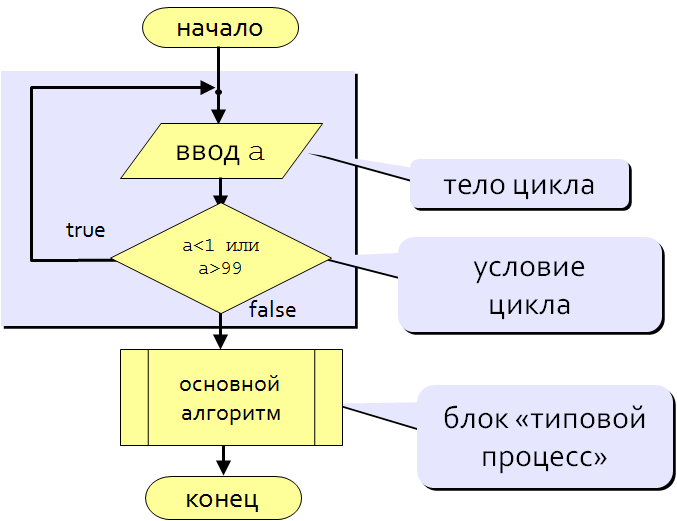 начало
ввод a
тело цикла
true
a<1 или
a>99
условие
цикла
false
основной
алгоритм
блок «типовой
процесс»
конец